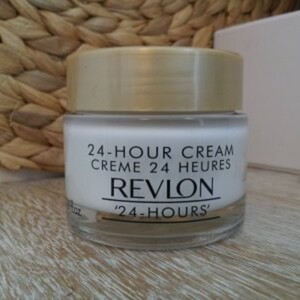 24-HOUR CREAM
CREME 24 HEURES
REVLON
'24-HOURS'